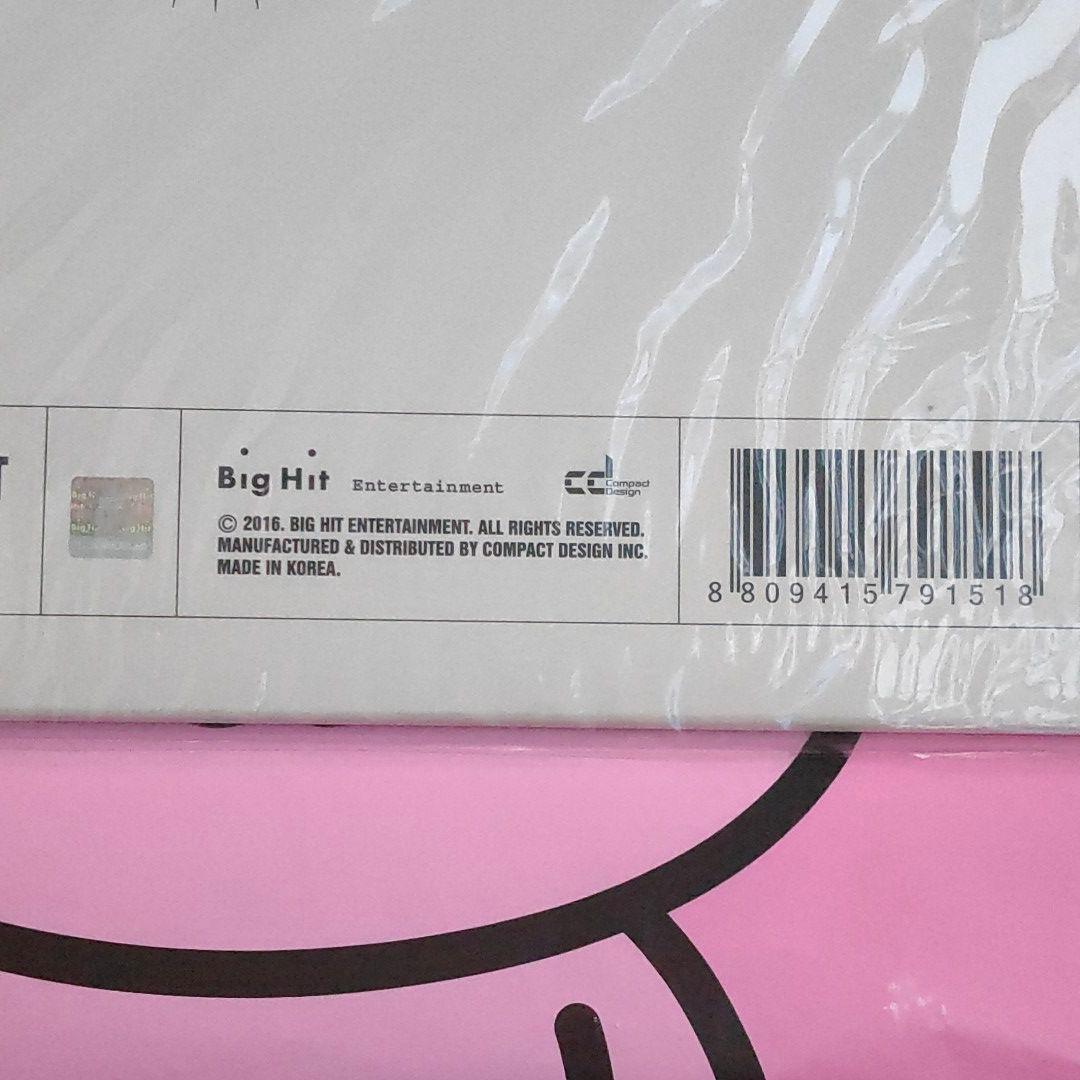 T
Big Hit Entertainment
Compact
Design
© 2016. BIG HIT ENTERTAINMENT. ALL RIGHTS RESERVED.
MANUFACTURED & DISTRIBUTED BY COMPACT DESIGN INC.
MADE IN KOREA.
8 809415 791518